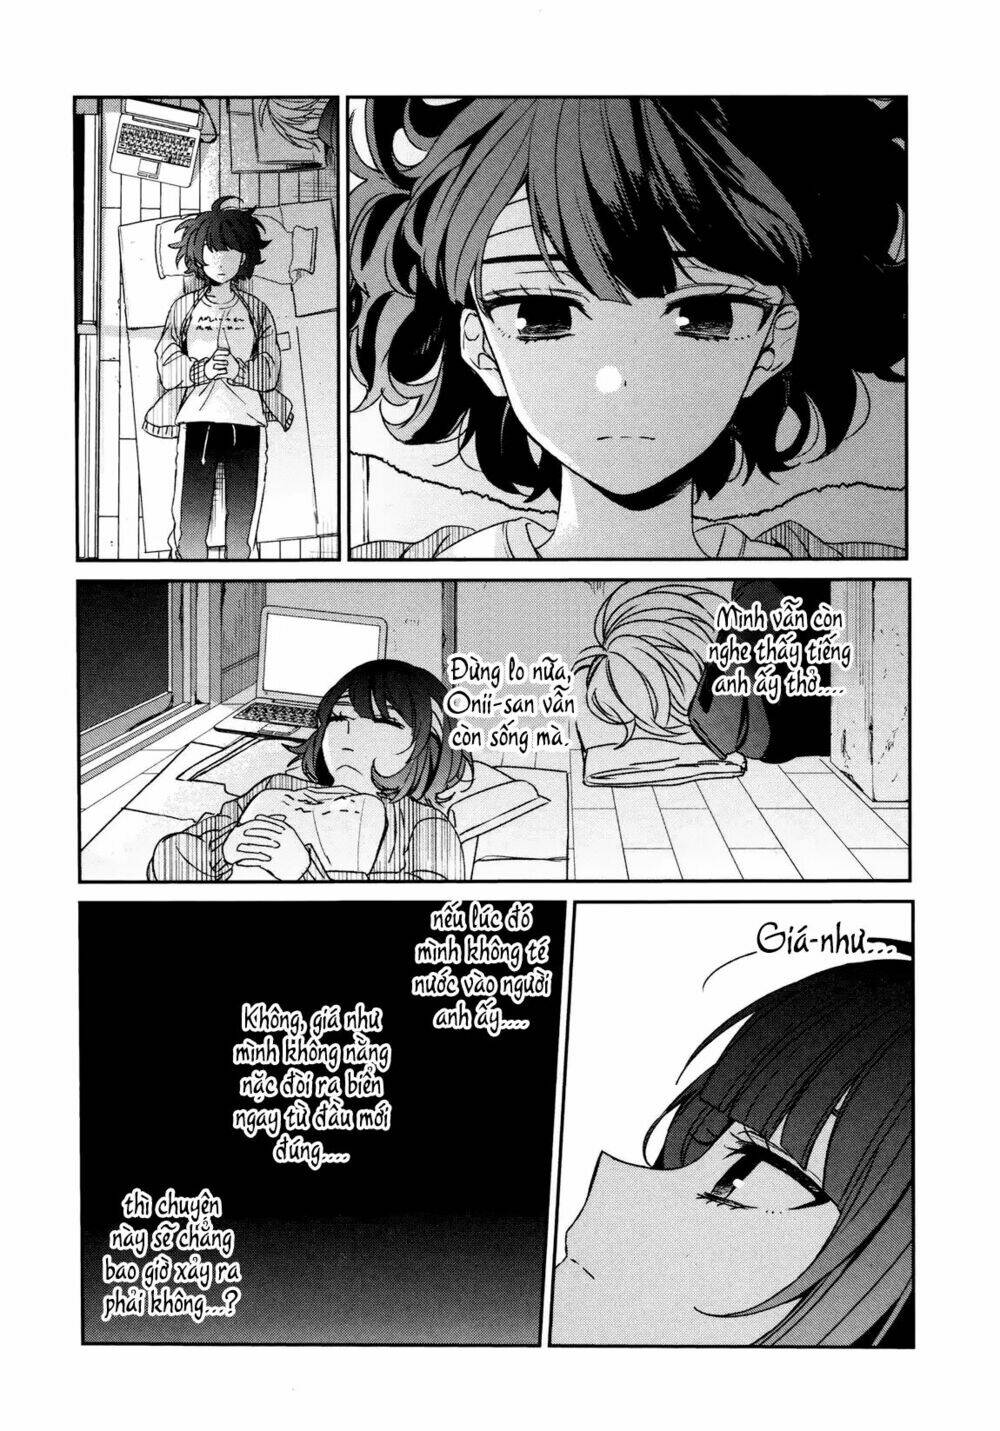 Mình vẫn còn
nghe thấy tiếng
anh ấy thở....
Đừng lo nữa,
Onii-san vẫn
còn sống mà.
Giá-như....
nếu lúc đó
mình không té
nước vào người
anh ấy....
Không, giá như
mình không nằng
nặc đòi ra biển
ngay từ đầu mới
đúng....
thì chuyện
này sẽ chẳng
bao giờ xảy ra
phải không...?